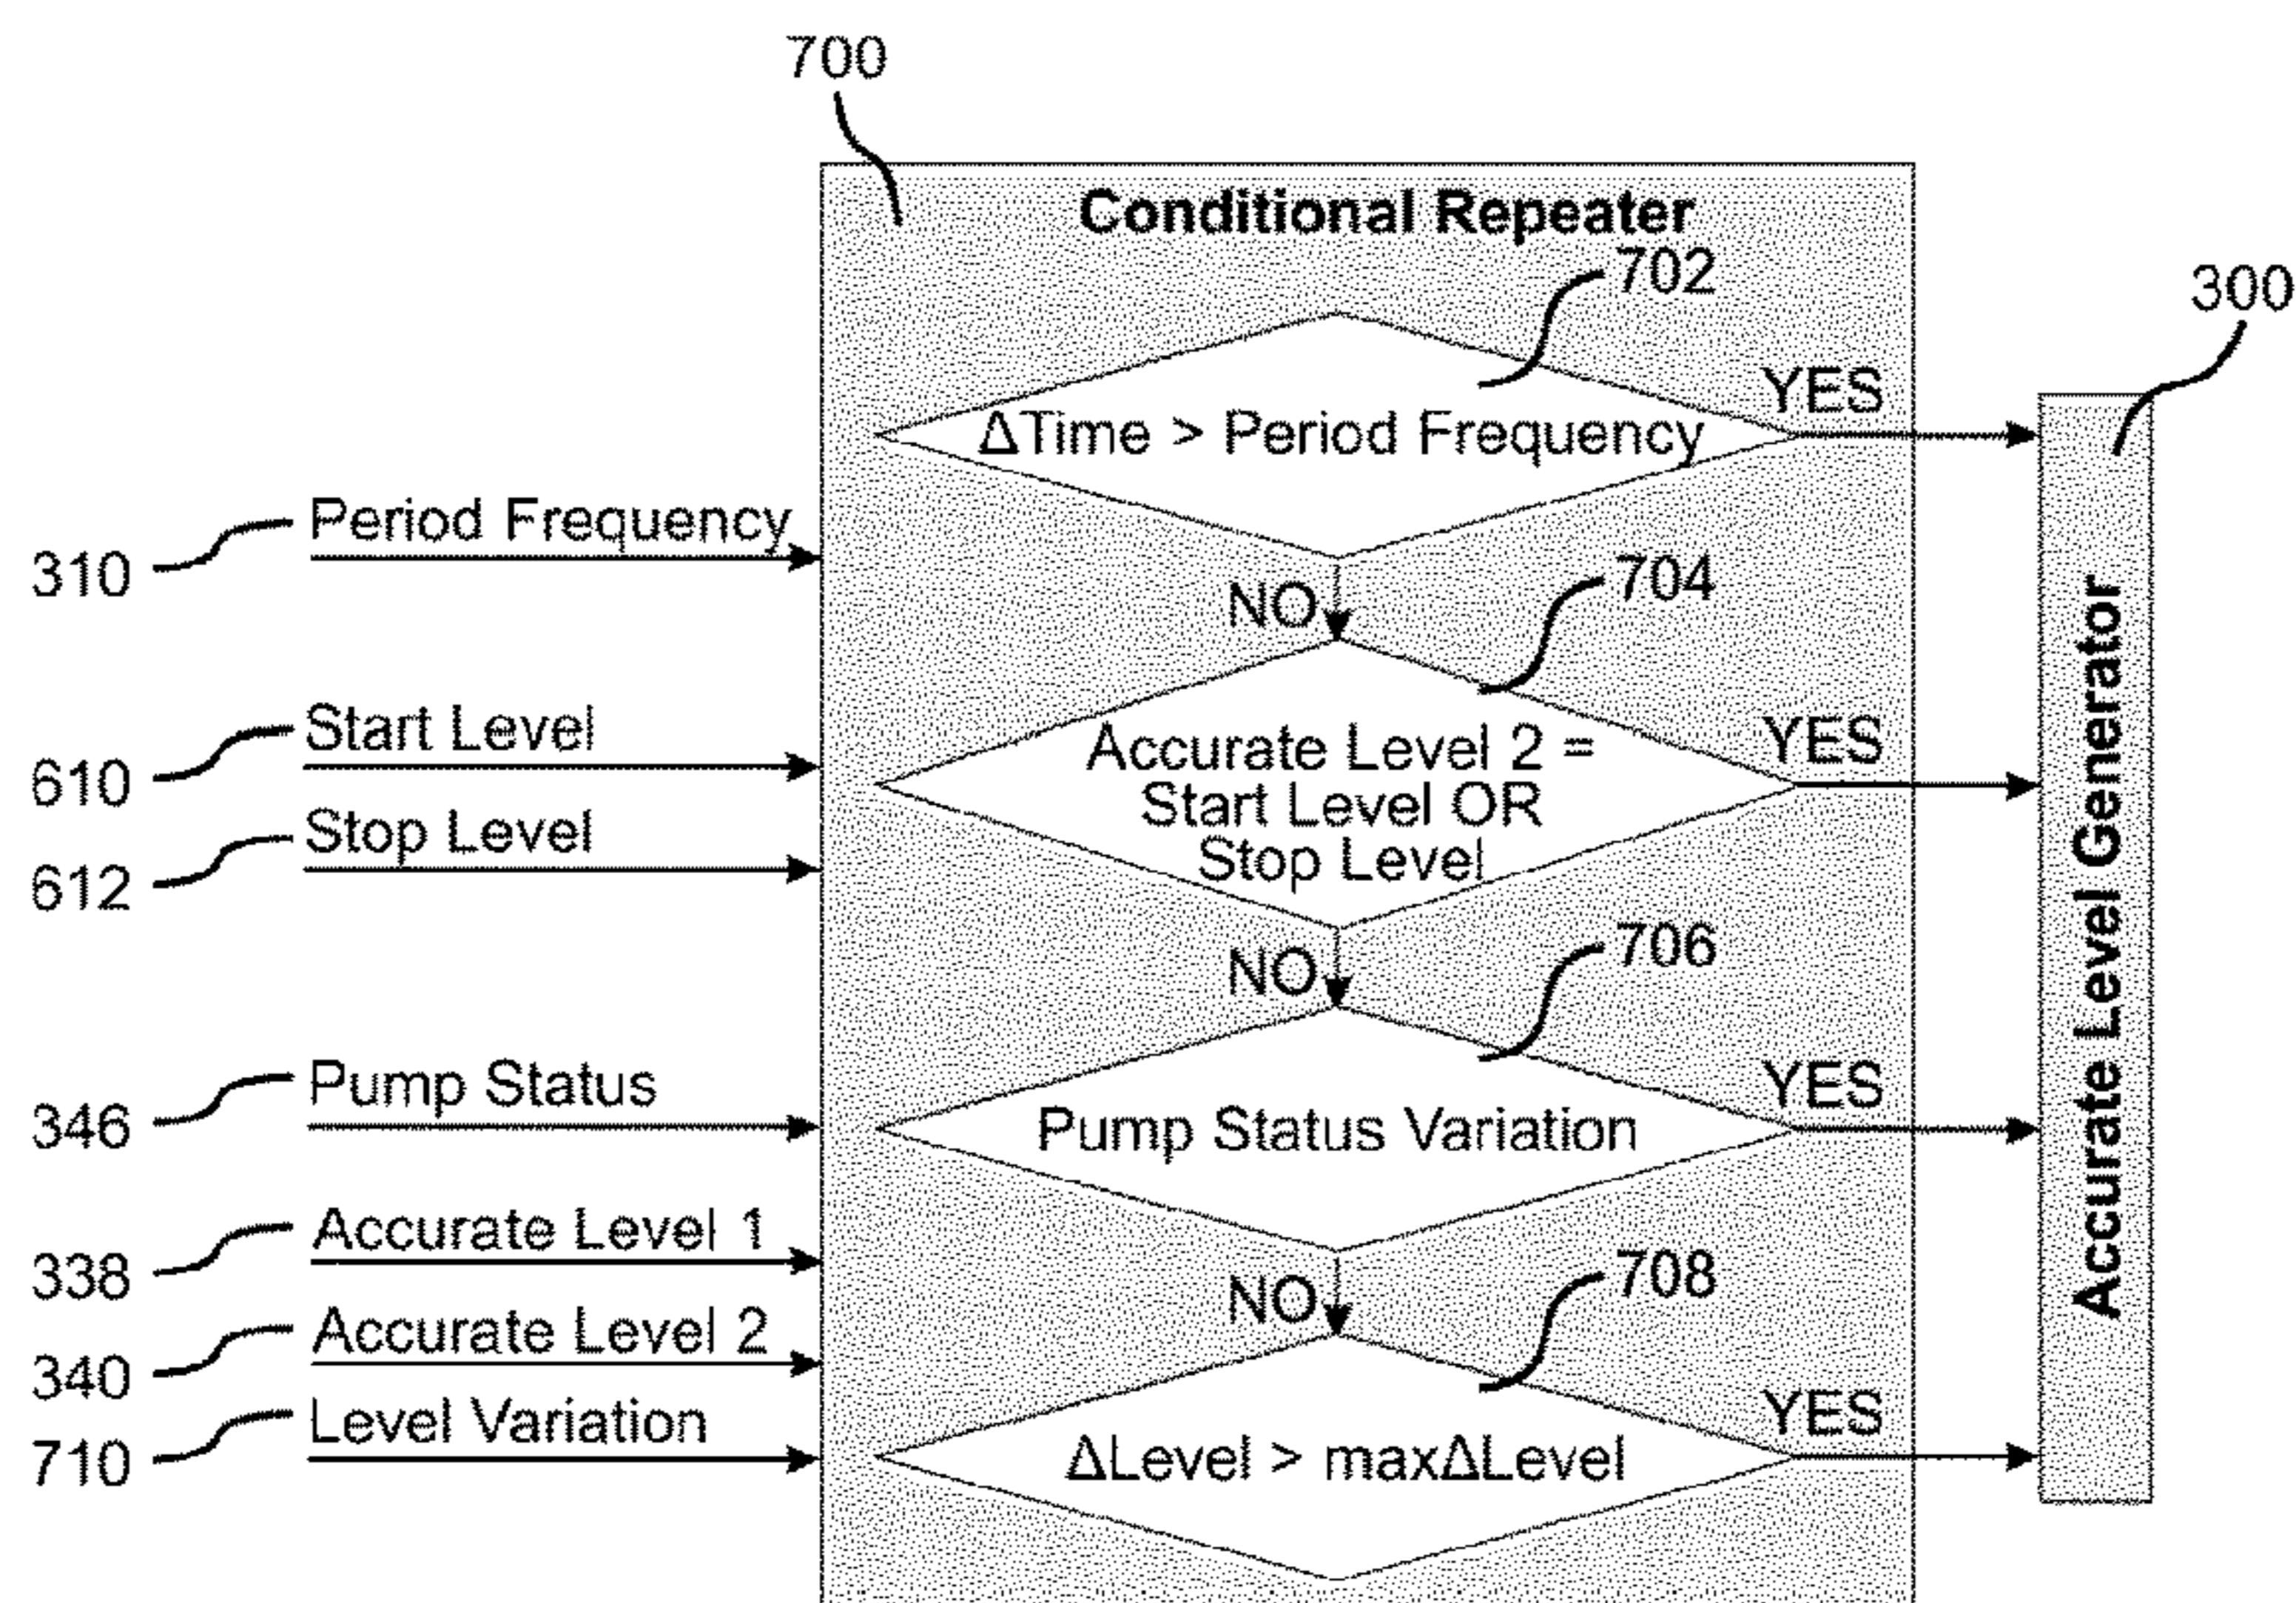 700
Conditional Repeater
702
300
ΔTime > Period Frequency
YES
Period Frequency
310
NO
704
Start Level
610
Accurate Level 2 =
Start Level OR
Stop Level
YES
Stop Level
612
NO
706
Pump Status
346
Pump Status Variation
YES
Accurate Level 1
338
NO
708
Accurate Level 2
340
Level Variation
710
ΔLevel > maxΔLevel
YES
Accurate Level Generator